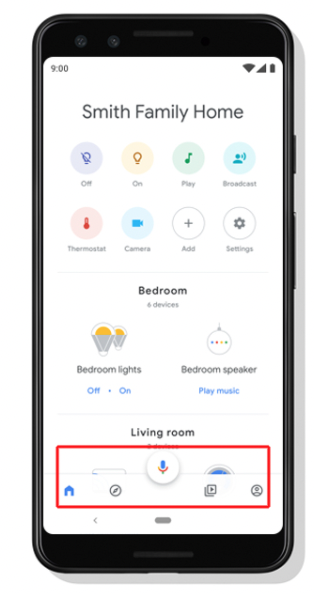 9:00
Smith Family Home
Off On Play Broadcast
Thermostat Camera Add Settings
Bedroom
6 devices
Bedroom lights Bedroom speaker
Off • On Play music
Living room
devices